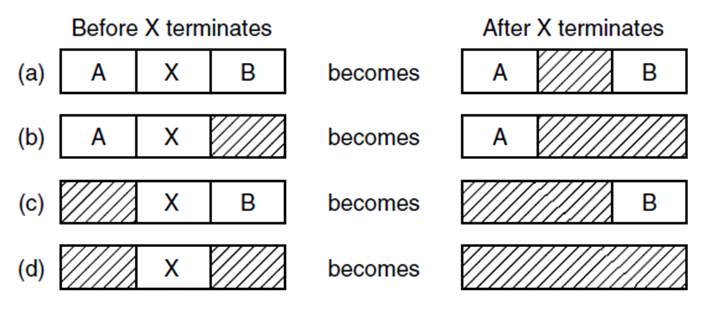 Before X terminates After X terminates
(a) A X B becomes A B
(b) A X becomes A
(c) X B becomes B
(d) X becomes